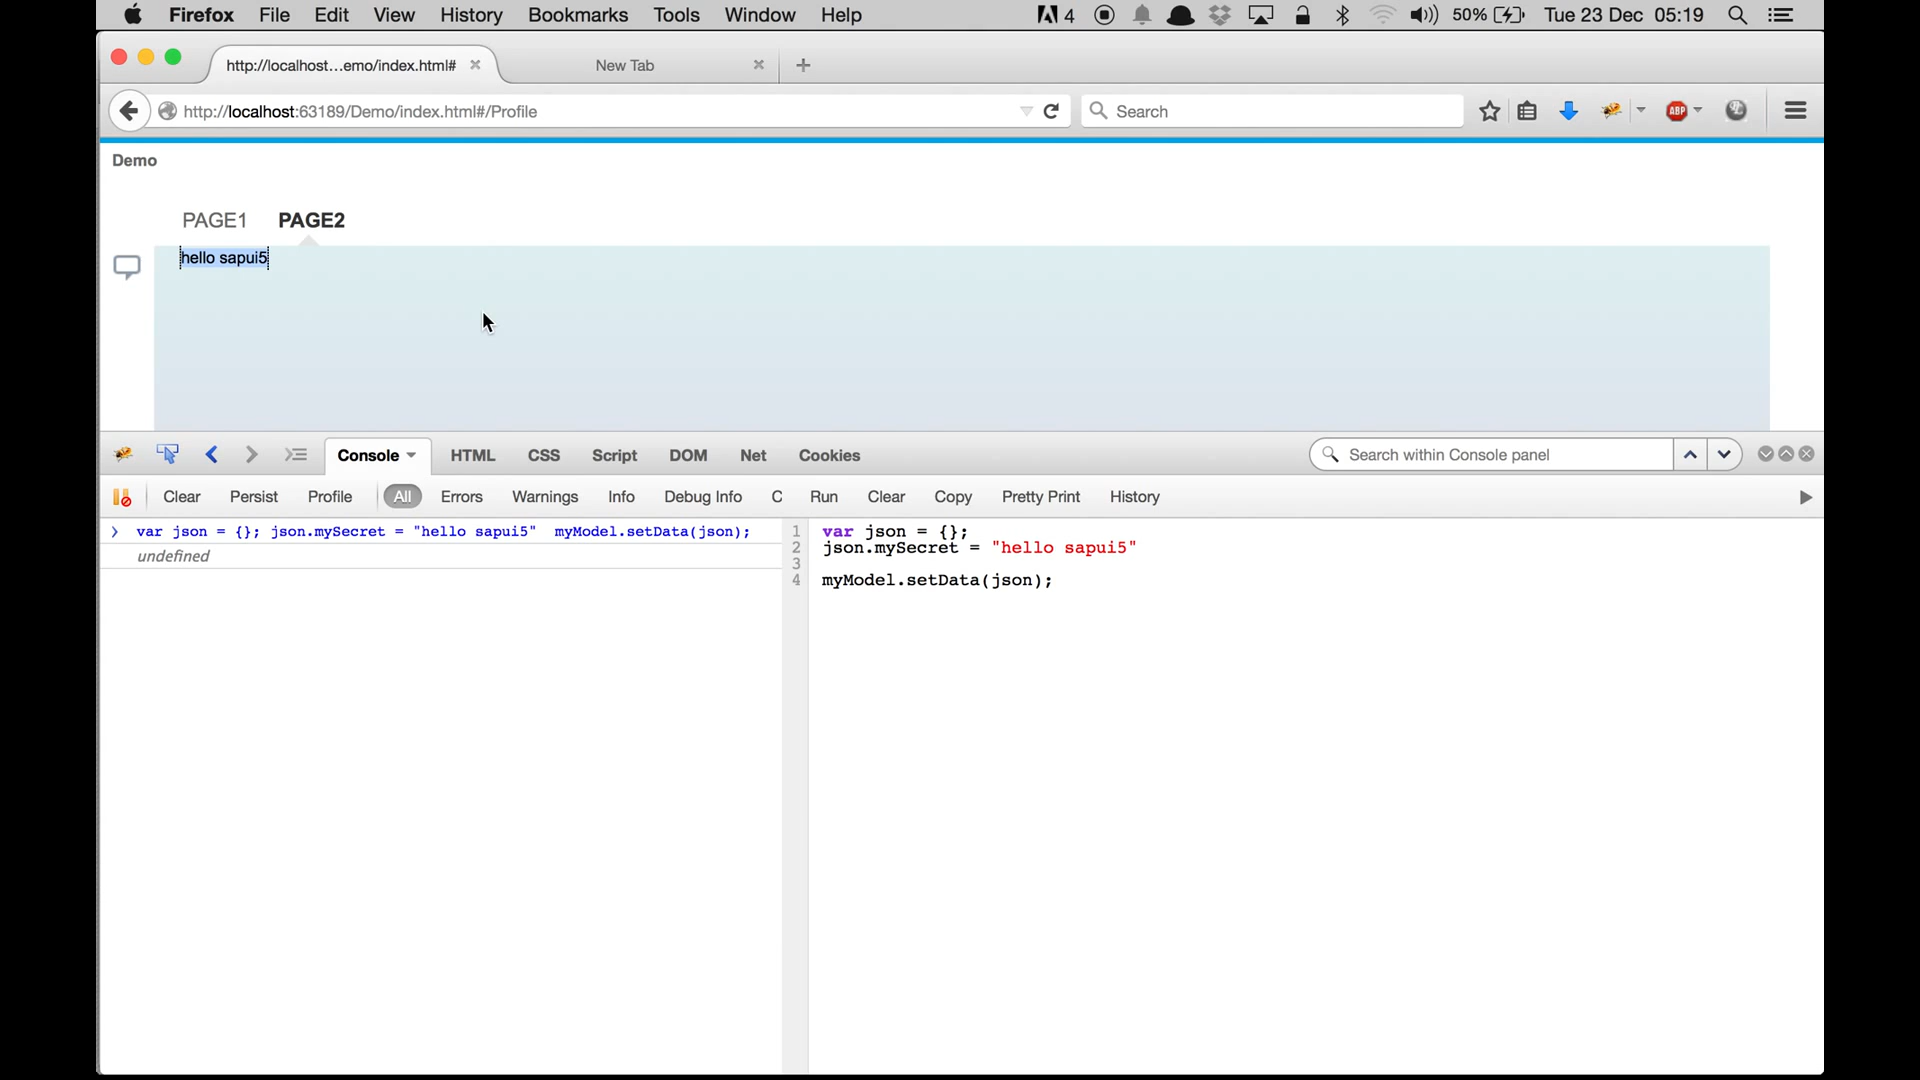 Firefox File Edit View History Bookmarks Tools Window Help 4 50% Tue 23 Dec 05:19
http://localhost...emo/index.html# New Tab
http://localhost:63189/Demo/index.html#/Profile Search ABP
Demo
PAGE1 PAGE2
hello sapui5
Console HTML CSS Script DOM Net Cookies Search within Console panel
Clear Persist Profile All Errors Warnings Info Debug Info C Run Clear Copy Pretty Print History
var json = {}; json.mySecret = "hello sapui5" myModel.setData(json);
undefined
1 var json = {};
2 json.mySecret = "hello sapui5"
3
4 myModel.setData(json);